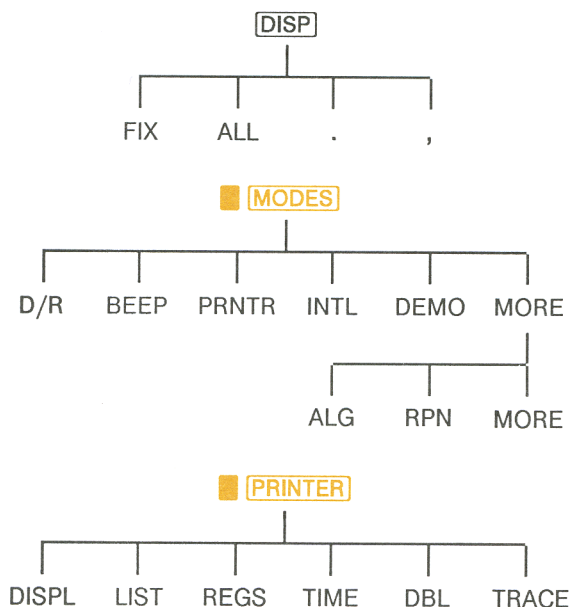 DISP
FIX ALL . ,
MODES
D/R BEEP PRNTR INTL DEMO MORE
ALG RPN MORE
PRINTER
DISPL LIST REGS TIME DBL TRACE